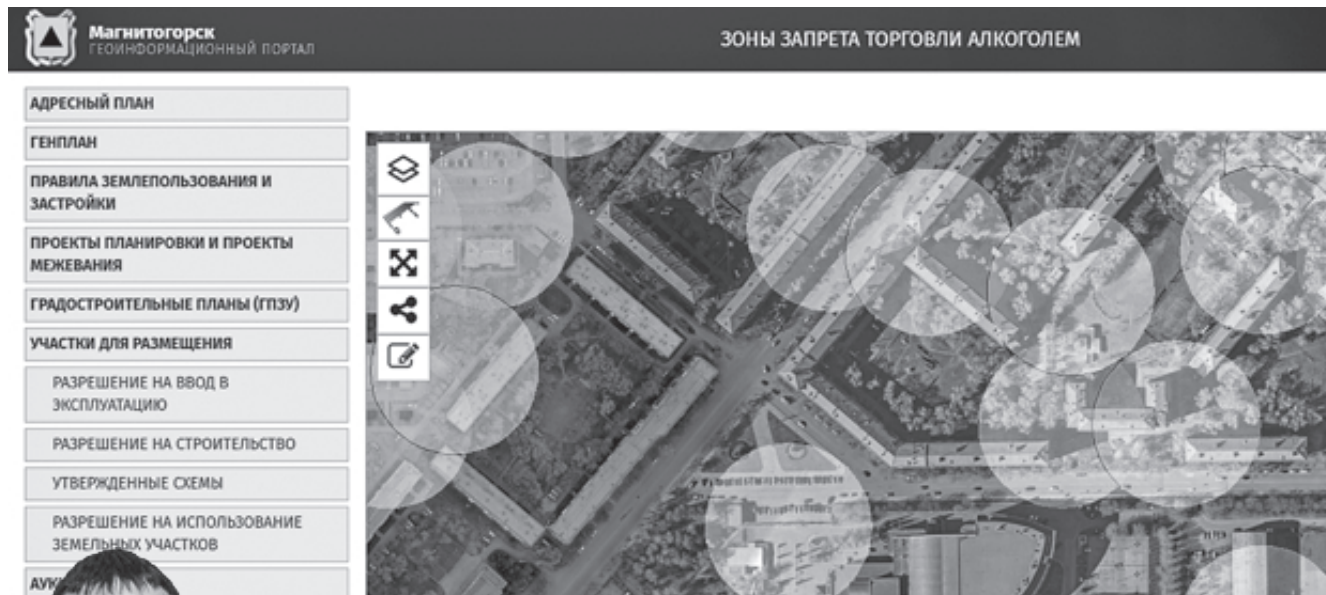 Магнитогорск
ГЕОИНФОРМАЦИОННЫЙ ПОРТАЛ
ЗОНЫ ЗАПРЕТА ТОРГОВЛИ АЛКОГОЛЕМ
АДРЕСНЫЙ ПЛАН
ГЕНПЛАН
ПРАВИЛА ЗЕМЛЕПОЛЬЗОВАНИЯ И
ЗАСТРОЙКИ
ПРОЕКТЫ ПЛАНИРОВКИ И ПРОЕКТЫ
МЕЖЕВАНИЯ
ГРАДОСТРОИТЕЛЬНЫЕ ПЛАНЫ (ГПЗУ)
УЧАСТКИ ДЛЯ РАЗМЕЩЕНИЯ
РАЗРЕШЕНИЕ НА ВВОД В
ЭКСПЛУАТАЦИЮ
РАЗРЕШЕНИЕ НА СТРОИТЕЛЬСТВО
УТВЕРЖДЕННЫЕ СХЕМЫ
РАЗРЕШЕНИЕ НА ИСПОЛЬЗОВАНИЕ
ЗЕМЕЛЬНЫХ УЧАСТКОВ